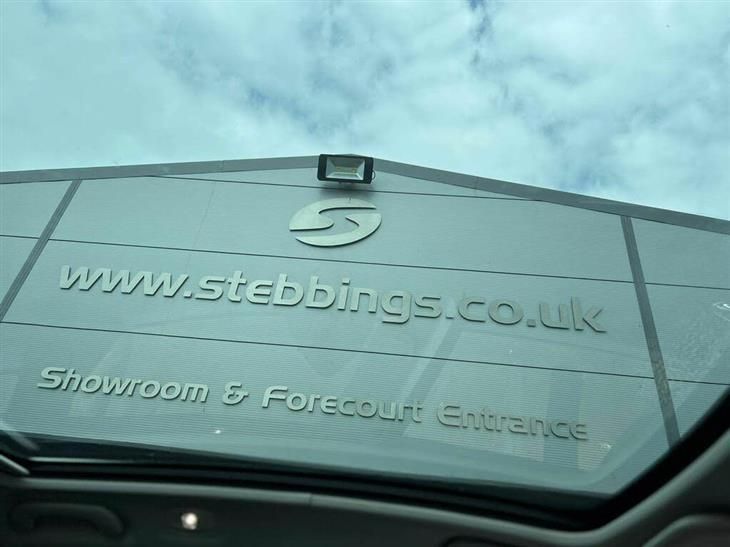 www.stebbings.co.uk
Showroom & Forecourt Entrance